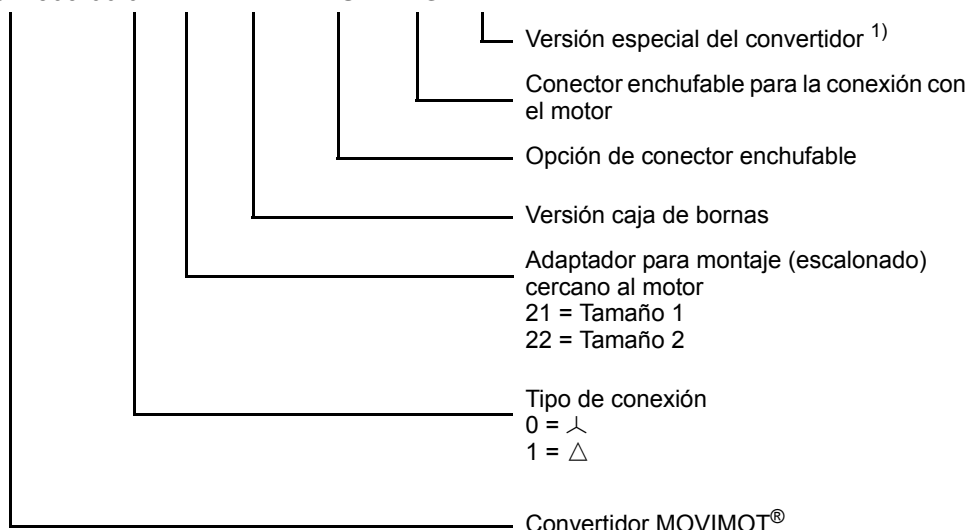 Versión especial del convertidor 1)
Conector enchufable para la conexión con
el motor
Opción de conector enchufable
Versión caja de bornas
Adaptador para montaje (escalonado)
cercano al motor
21 = Tamaño 1
22 = Tamaño 2
Tipo de conexión
0 = ⅄
1 = △
Convertidor MOVIMOT®